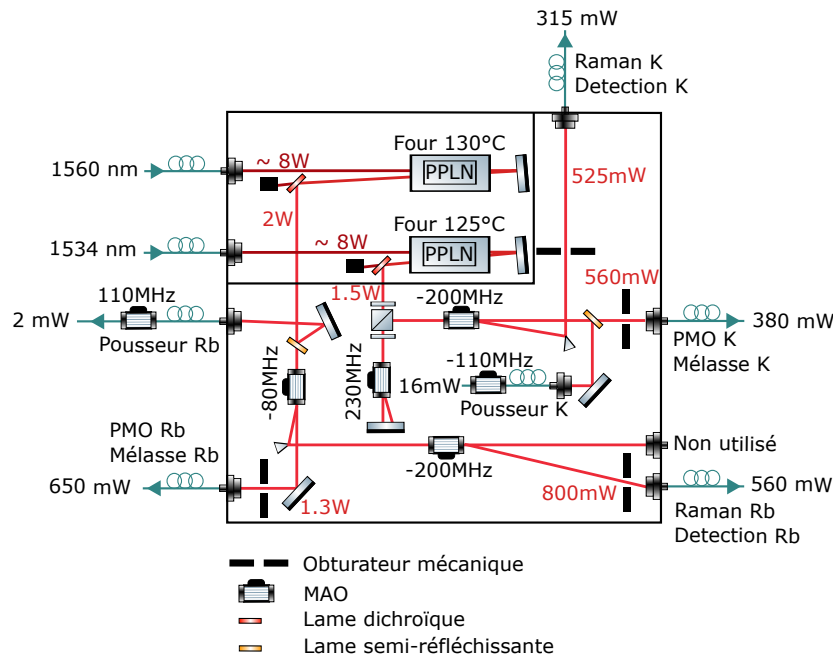 315 mW
Raman K
Detection K
Four 130°C
1560 nm
~ 8W
PPLN
525mW
2W
Four 125°C
1534 nm
~ 8W
PPLN
560mW
1.5W
-200MHz
110MHz
2 mW
380 mW
Pousseur Rb
PMO K
Mélasse K
-110MHz
16mW
-80MHz
230MHz
Pousseur K
PMO Rb
Mélasse Rb
Non utilisé
-200MHz
650 mW
800mW
560 mW
1.3W
Raman Rb
Detection Rb
Obturateur mécanique
MAO
Lame dichroïque
Lame semi-réfléchissante